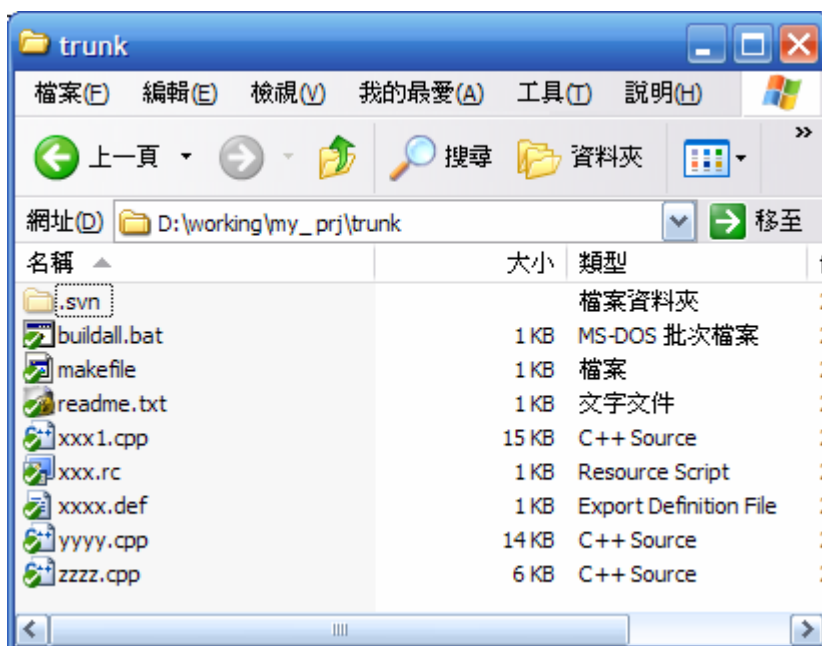 trunk
檔案(F) 編輯(E) 檢視(V) 我的最愛(A) 工具(T) 說明(H)
上一頁 搜尋 資料夾 »
網址(D) D:\working\my_prj\trunk 移至
名稱 大小 類型
.svn 檔案資料夾
buildall.bat 1 KB MS-DOS 批次檔案
makefile 1 KB 檔案
readme.txt 1 KB 文字文件
xxx1.cpp 15 KB C++ Source
xxx.rc 1 KB Resource Script
xxxx.def 1 KB Export Definition File
yyyy.cpp 14 KB C++ Source
zzzz.cpp 6 KB C++ Source